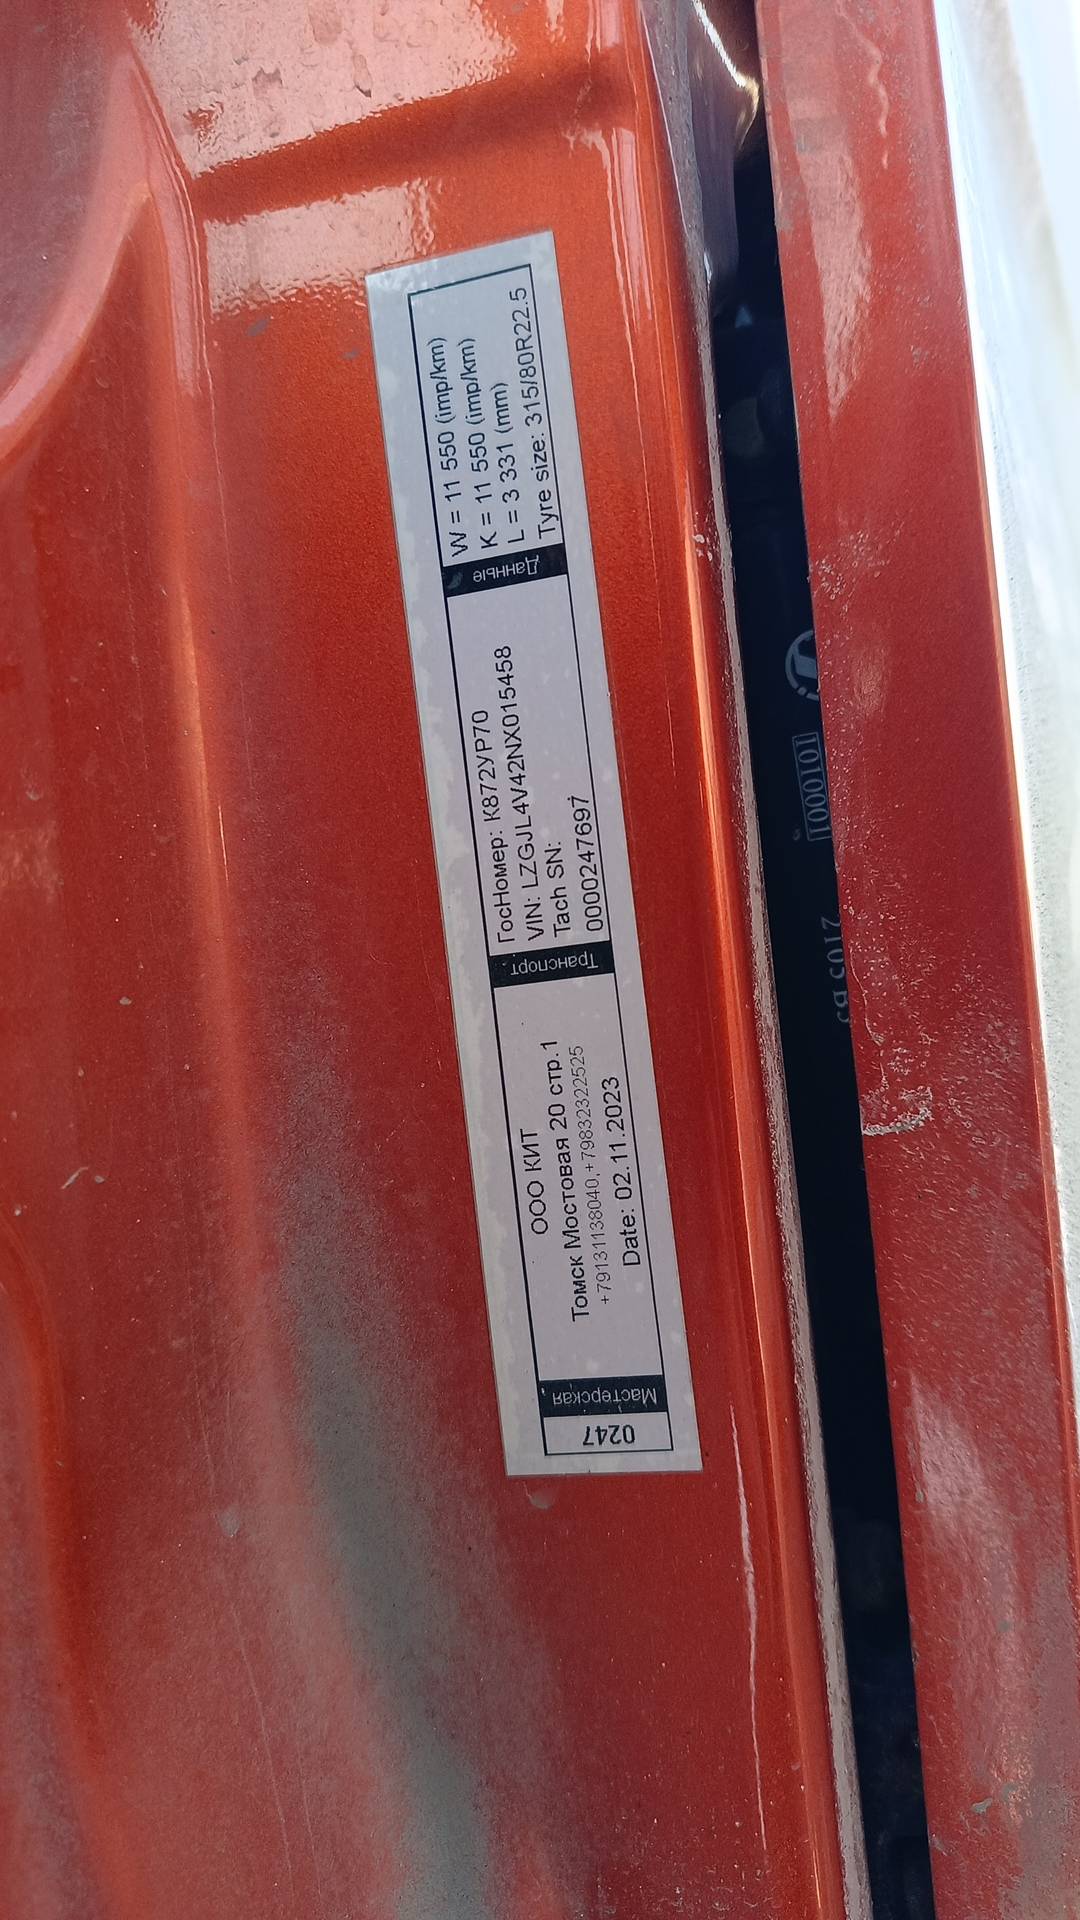 0247
Мастерская
ООО КИТ
Томск Мостовая 20 стр.1
+79131138040,+79832322525
Date: 02.11.2023
Транспорт
ГосНомер: К872УР70
VIN: LZGJL4V42NX015458
Tach SN:
0000247697
Данные
W = 11 550 (imp/km)
K = 11 550 (imp/km)
L = 3 331 (mm)
Tyre size: 315/80R22.5
1010001